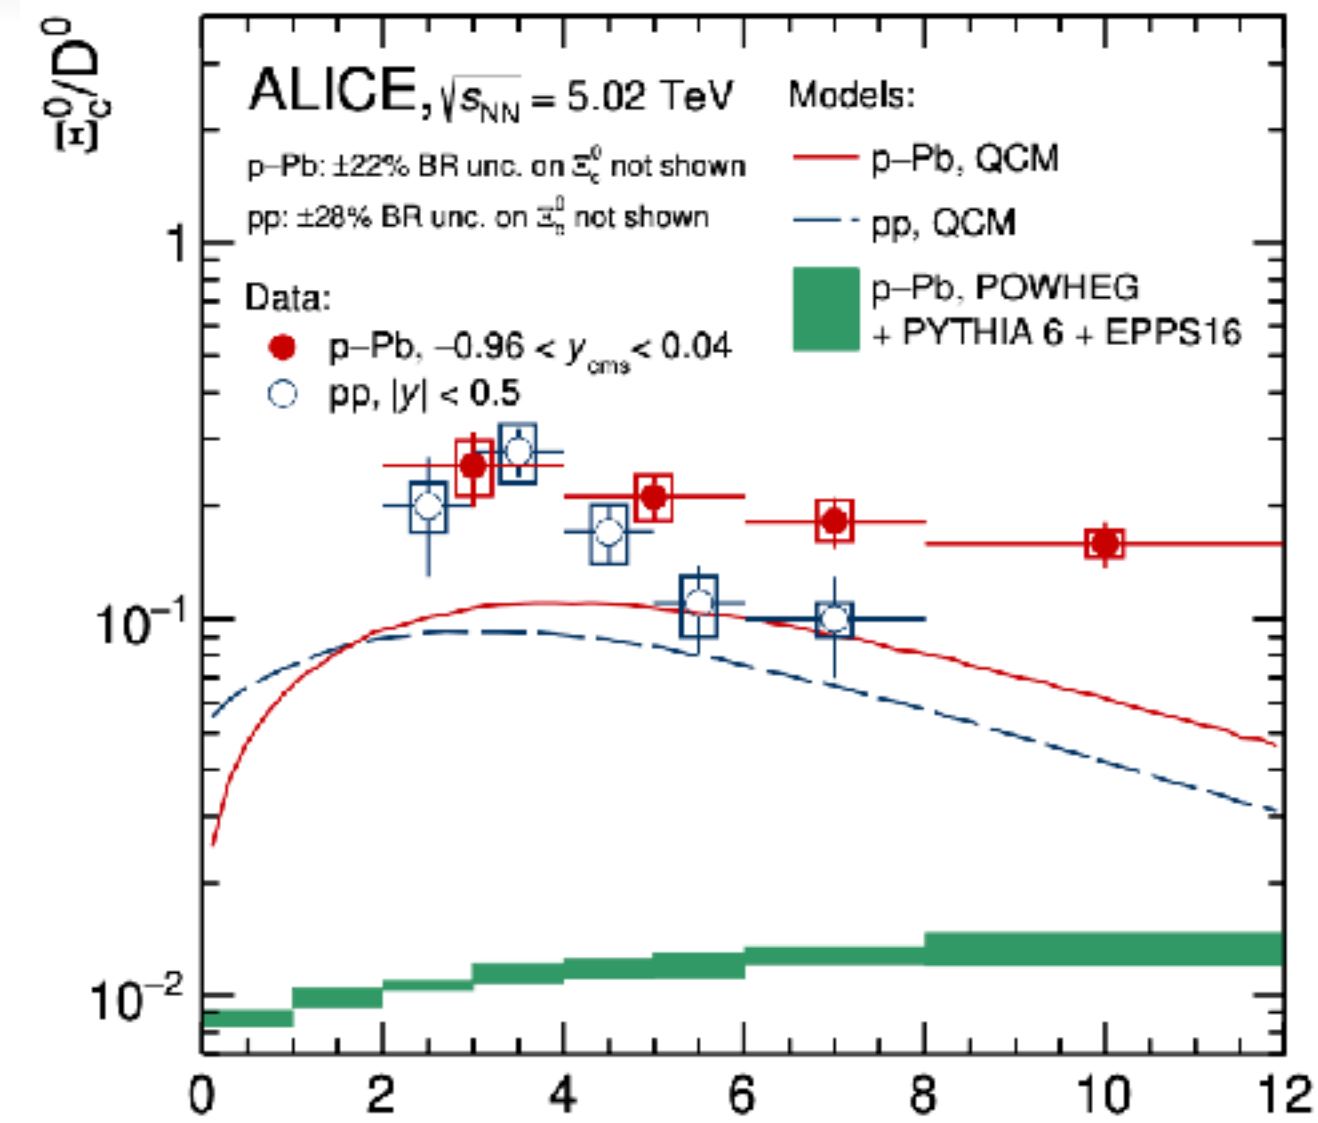 Ξc0/D0
ALICE, √sNN = 5.02 TeV
p–Pb: ±22% BR unc. on Ξc0 not shown
pp: ±28% BR unc. on Ξ0 not shown
Data:
p–Pb, –0.96 < ycms < 0.04
pp, |y| < 0.5
Models:
p–Pb, QCM
pp, QCM
p–Pb, POWHEG
+ PYTHIA 6 + EPPS16
1
10−1
10−2
0 2 4 6 8 10 12